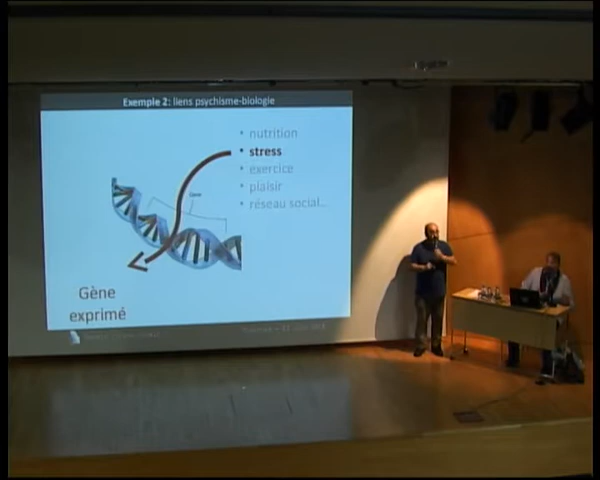 Exemple 2: liens psychisme-biologie
• nutrition
• stress
• exercice
• plaisir
• réseau social...
Gène
exprimé